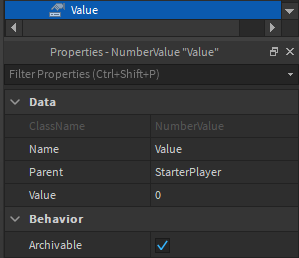 Value
Properties - NumberValue "Value"
Filter Properties (Ctrl+Shift+P)
Data
ClassName NumberValue
Name Value
Parent StarterPlayer
Value 0
Behavior
Archivable